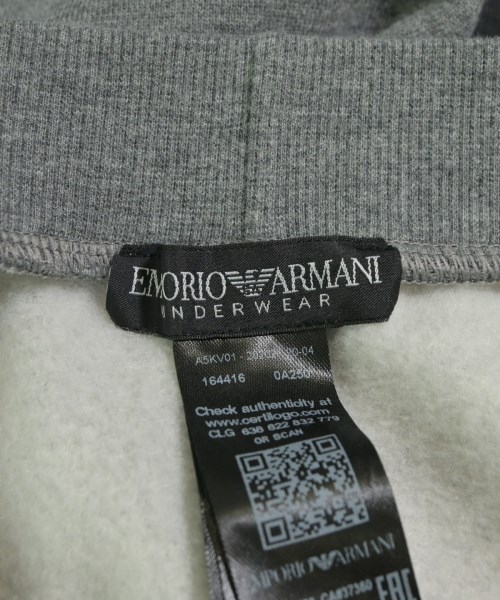 EMPORIO ARMANI
UNDERWEAR
164416 0A250
Check authenticity at
www.certilogo.com
CLG 638 622 832 779
OR SCAN
EMPORIO ARMANI
EAC